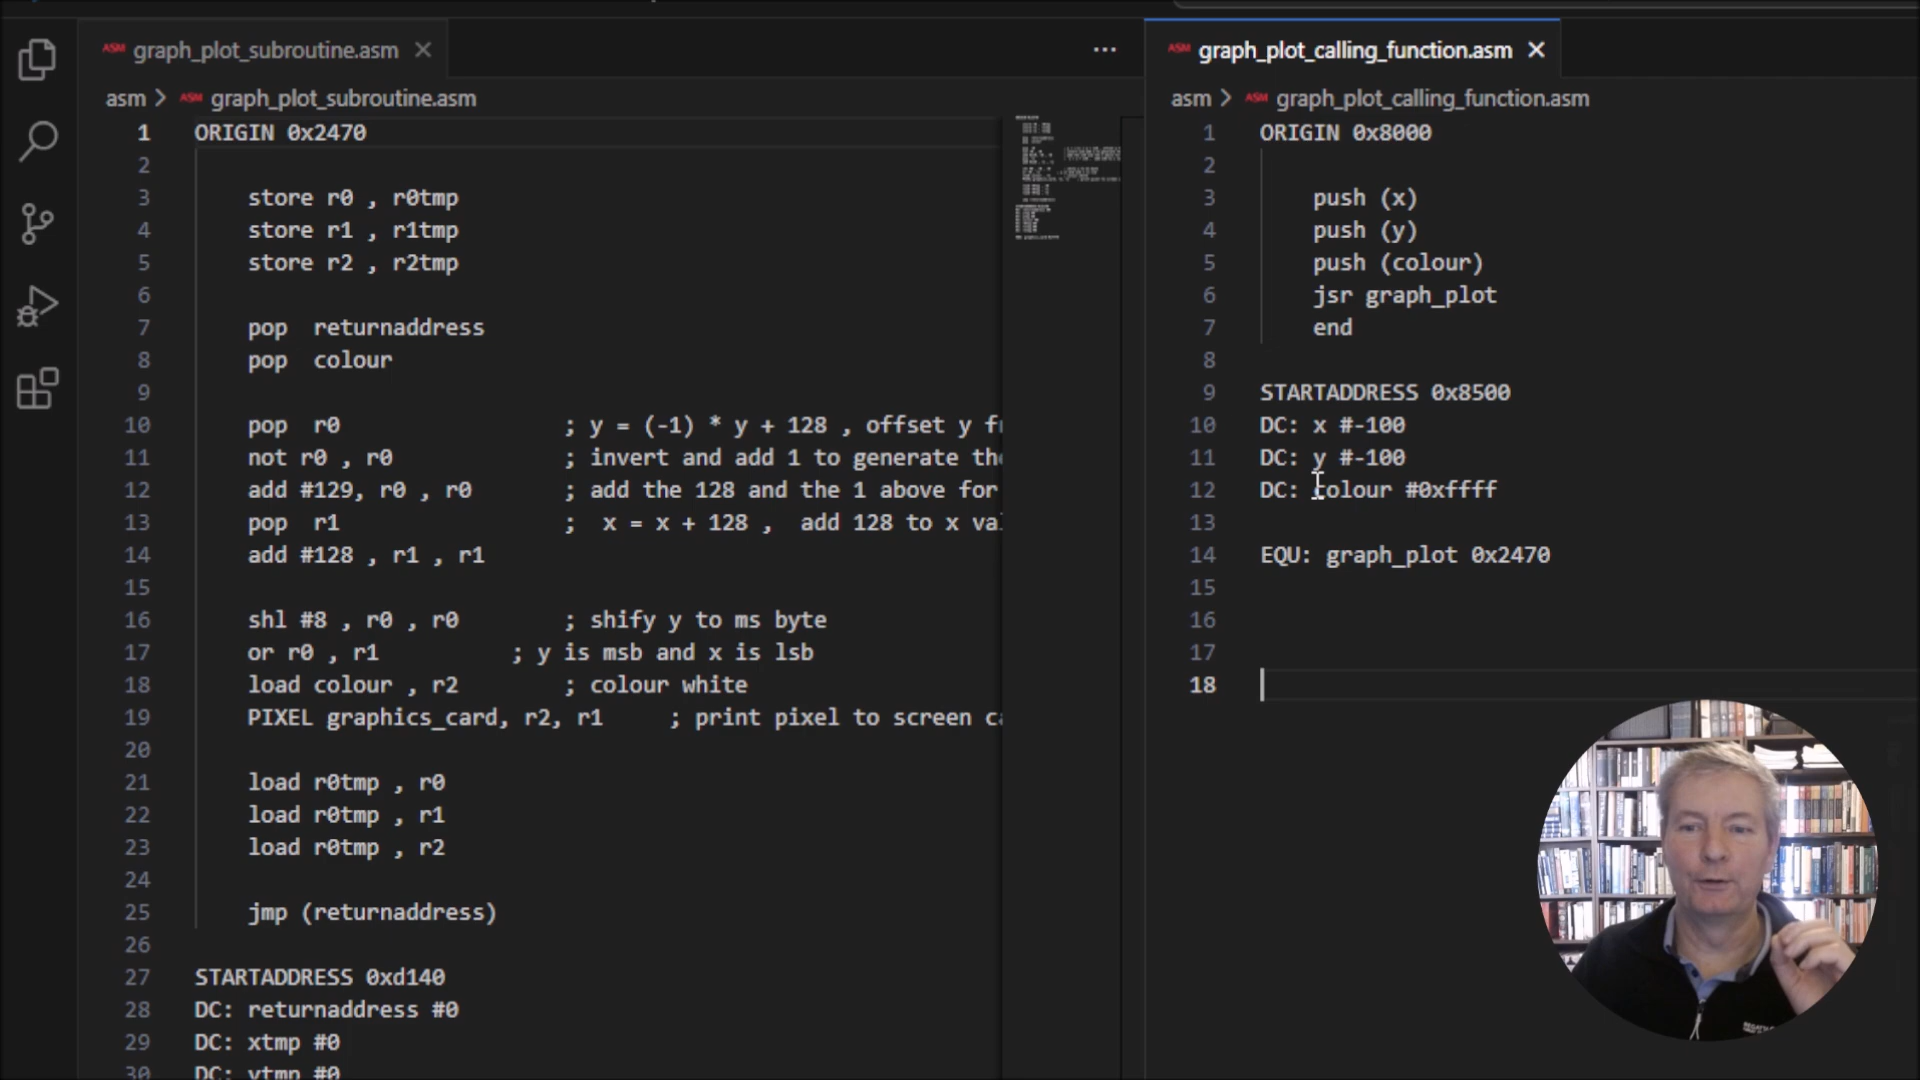 ASM graph_plot_subroutine.asm
asm > ASM graph_plot_subroutine.asm
1 ORIGIN 0x2470
2
3 store r0 , r0tmp
4 store r1 , r1tmp
5 store r2 , r2tmp
6
7 pop returnaddress
8 pop colour
9
10 pop r0 ; y = (-1) * y + 128 , offset y f
11 not r0 , r0 ; invert and add 1 to generate the
12 add #129, r0 , r0 ; add the 128 and the 1 above for
13 pop r1 ; x = x + 128 , add 128 to x va
14 add #128 , r1 , r1
15
16 shl #8 , r0 , r0 ; shify y to ms byte
17 or r0 , r1 ; y is msb and x is lsb
18 load colour , r2 ; colour white
19 PIXEL graphics_card, r2, r1 ; print pixel to screen c
20
21 load r0tmp , r0
22 load r0tmp , r1
23 load r0tmp , r2
24
25 jmp (returnaddress)
26
27 STARTADDRESS 0xd140
28 DC: returnaddress #0
29 DC: xtmp #0
30 DC: ytmp #0
ASM graph_plot_calling_function.asm
asm > ASM graph_plot_calling_function.asm
1 ORIGIN 0x8000
2
3 push (x)
4 push (y)
5 push (colour)
6 jsr graph_plot
7 end
8
9 STARTADDRESS 0x8500
10 DC: x #-100
11 DC: y #-100
12 DC: colour #0xffff
13
14 EQU: graph_plot 0x2470
15
16
17
18